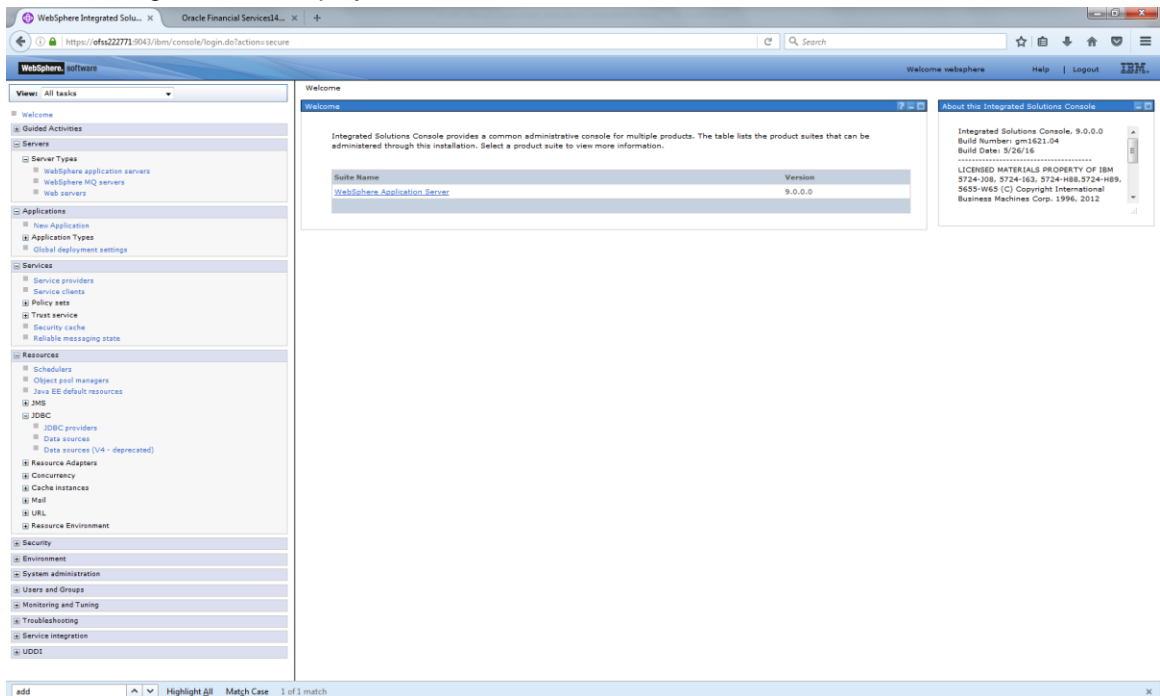 WebSphere Integrated Solu... ×
Oracle Financial Services14... ×
+
https://ofss222771:9043/ibm/console/login.do?action=secure
Search
WebSphere. software
Welcome websphere
Help | Logout
IBM.
View: All tasks
Welcome
Guided Activities
Servers
Server Types
WebSphere application servers
WebSphere MQ servers
Web servers
Applications
New Application
Application Types
Global deployment settings
Services
Service providers
Service clients
Policy sets
Trust service
Security cache
Reliable messaging state
Resources
Schedulers
Object pool managers
Java EE default resources
JMS
JDBC
JDBC providers
Data sources
Data sources (V4 - deprecated)
Resource Adapters
Concurrency
Cache instances
Mail
URL
Resource Environment
Security
Environment
System administration
Users and Groups
Monitoring and Tuning
Troubleshooting
Service integration
UDDI
Welcome
Welcome
Integrated Solutions Console provides a common administrative console for multiple products. The table lists the product suites that can be
administered through this installation. Select a product suite to view more information.
Suite Name Version
WebSphere Application Server 9.0.0.0
About this Integrated Solutions Console
Integrated Solutions Console, 9.0.0.0
Build Number: gm1621.04
Build Date: 5/26/16
----------------------------------------
LICENSED MATERIALS PROPERTY OF IBM
5724-J08, 5724-I63, 5724-H88,5724-H89,
5655-W65 (C) Copyright International
Business Machines Corp. 1996, 2012
add
Highlight All Match Case 1 of 1 match